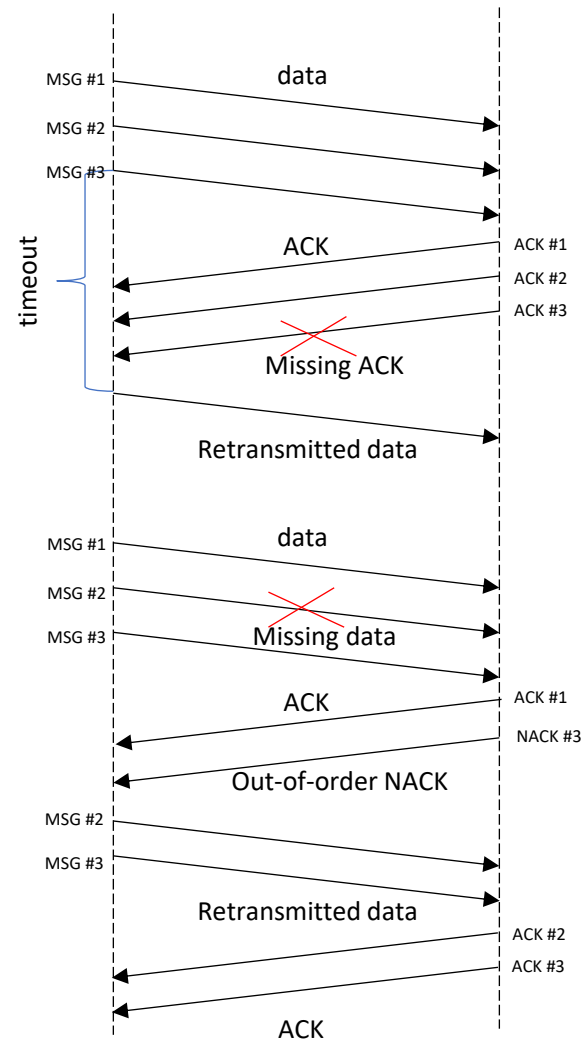 data
MSG #1
MSG #2
MSG #3
timeout
ACK
ACK #1
ACK #2
ACK #3
Missing ACK
Retransmitted data
data
MSG #1
MSG #2
Missing data
MSG #3
ACK
ACK #1
NACK #3
Out-of-order NACK
MSG #2
MSG #3
Retransmitted data
ACK #2
ACK #3
ACK